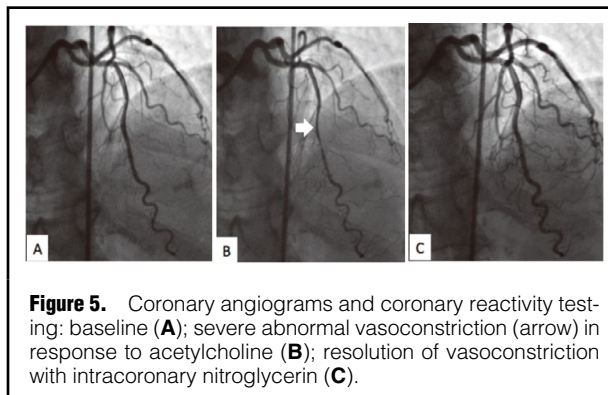 A
B
C
Figure 5. Coronary angiograms and coronary reactivity test-
ing: baseline (A); severe abnormal vasoconstriction (arrow) in
response to acetylcholine (B); resolution of vasoconstriction
with intracoronary nitroglycerin (C).